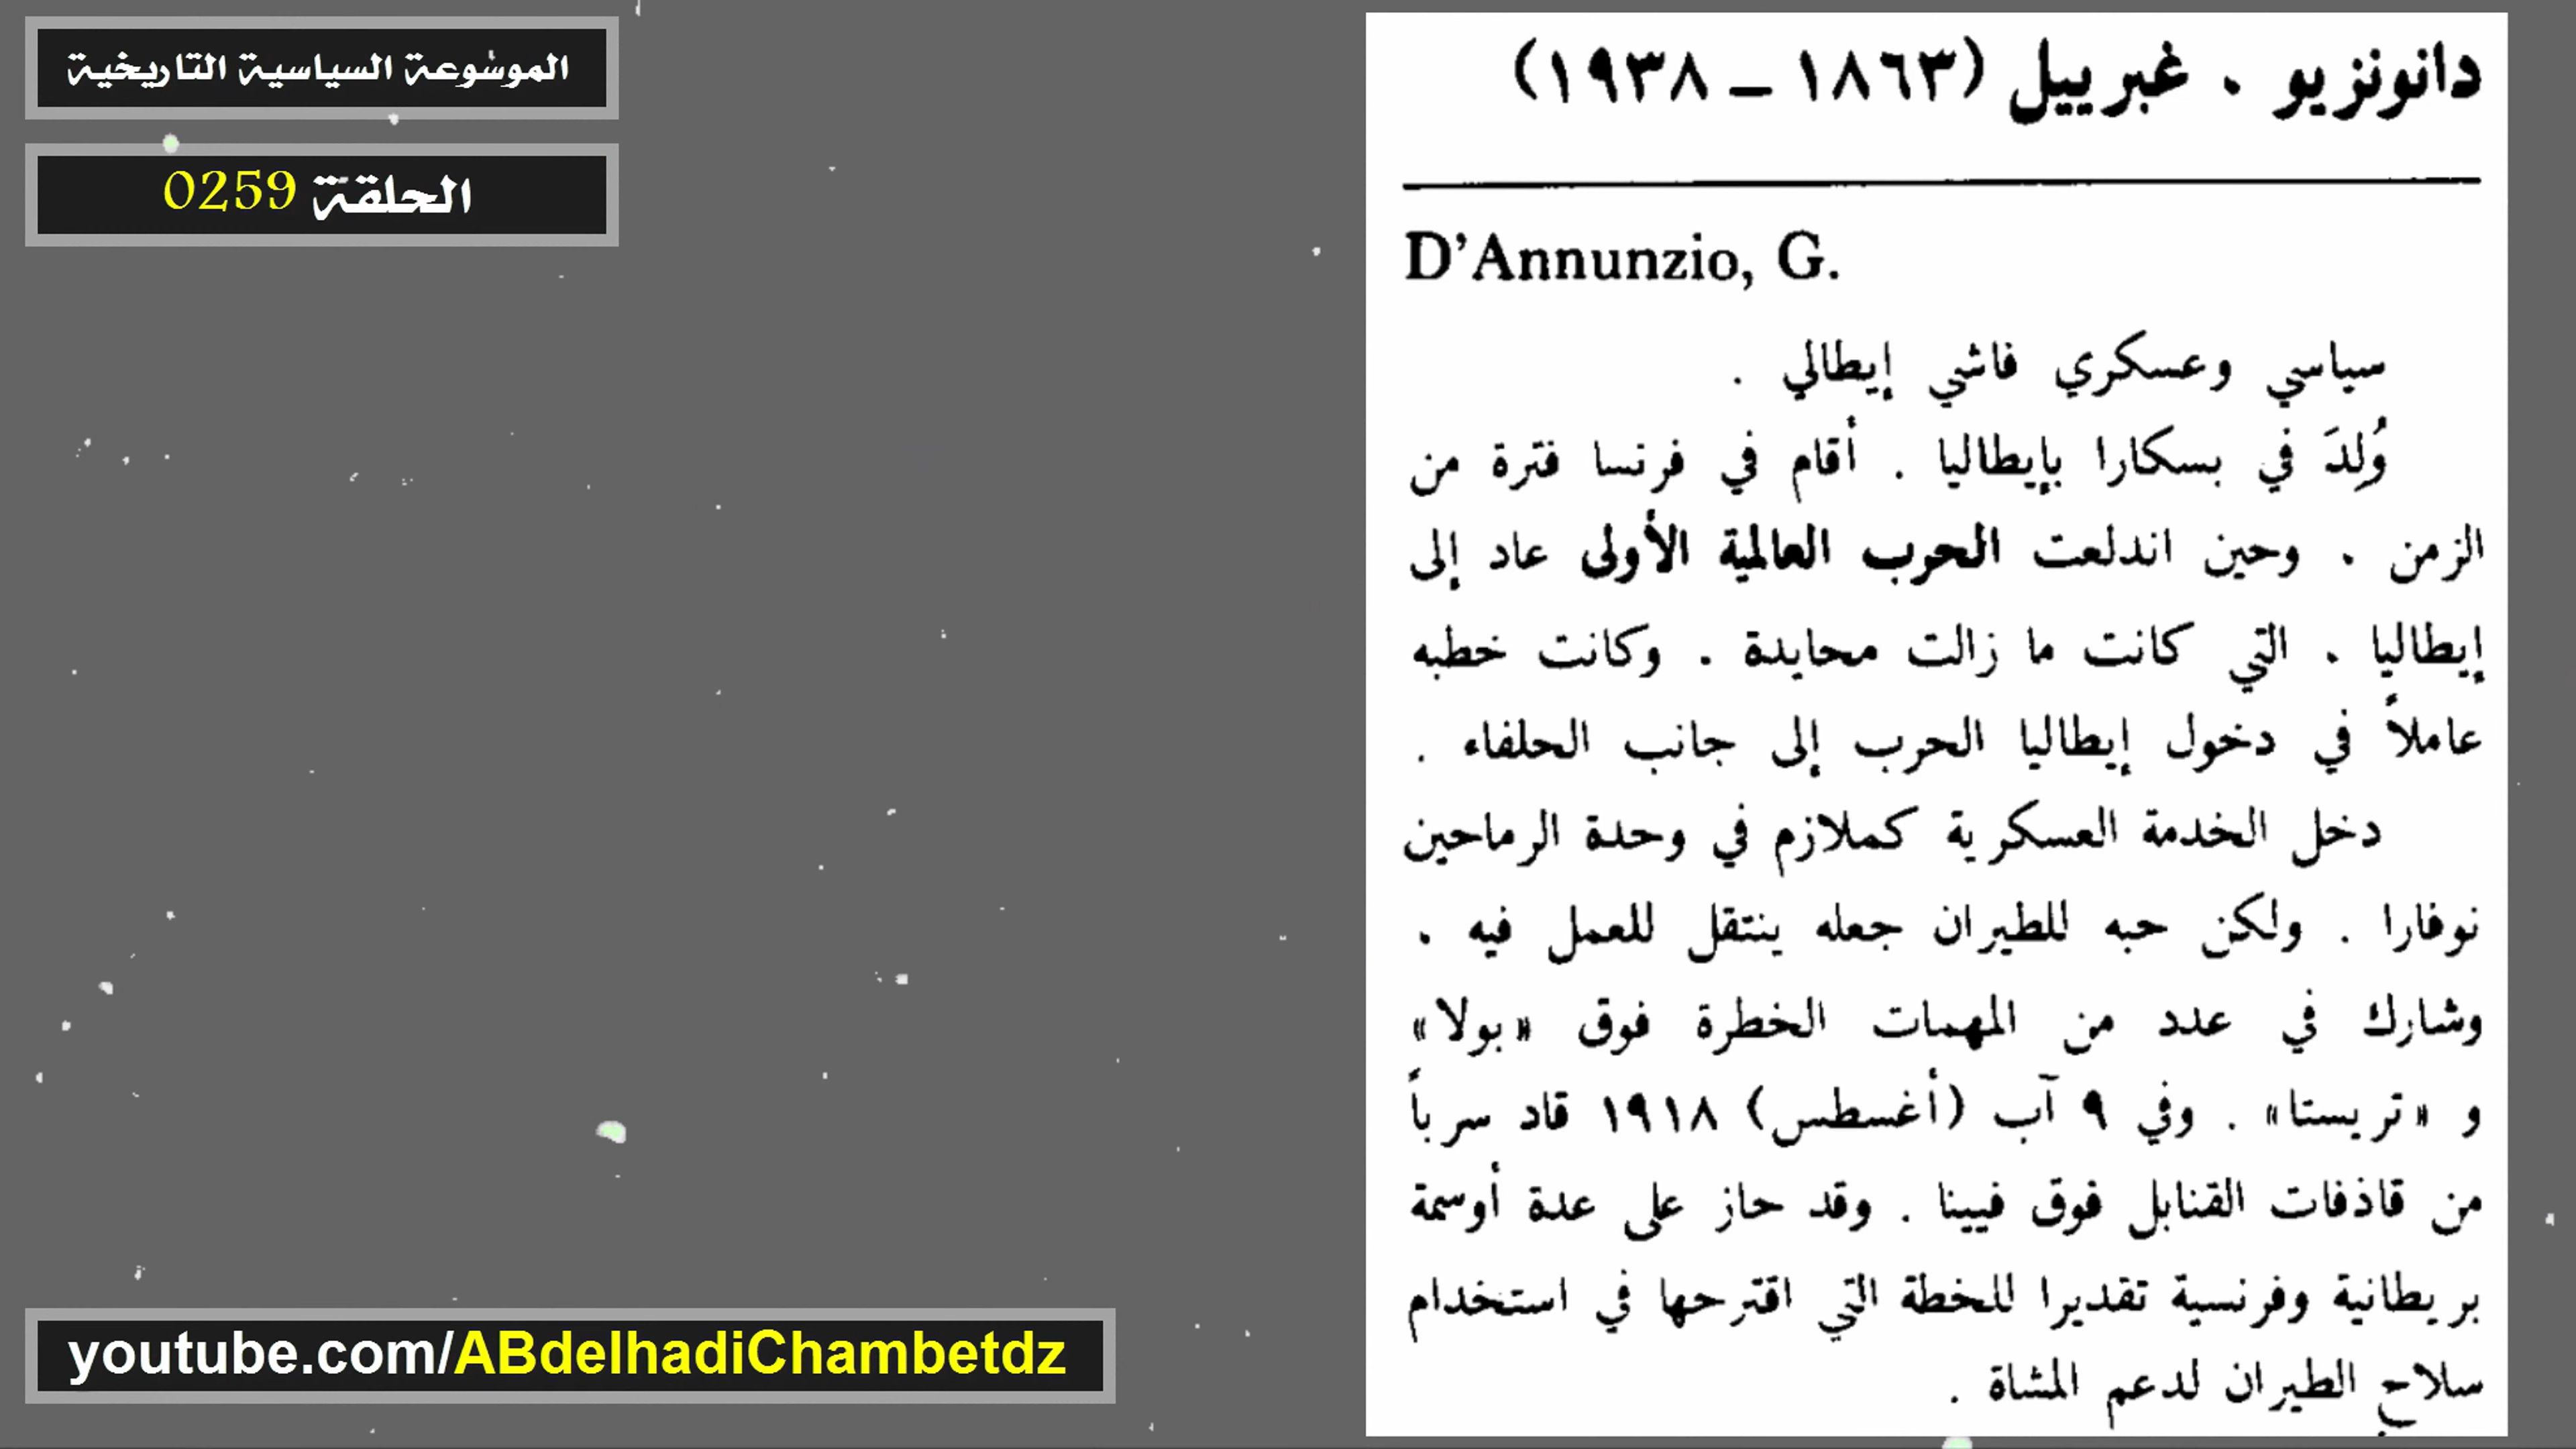 الموسوعة السياسية التاريخية
الحلقة 0259
دانونزيو . غبرييل (١٨٦٣ – ١٩٣٨)
D'Annunzio, G.
سياسي وعسكري فاشي إيطالي .
وُلِدَ في بسكارا بإيطاليا . أقام في فرنسا فترة من
الزمن . وحين اندلعت الحرب العالمية الأولى عاد إلى
إيطاليا . التي كانت ما زالت محايدة . وكانت خطبه
عاملاً في دخول إيطاليا الحرب إلى جانب الحلفاء .
دخل الخدمة العسكرية كملازم في وحدة الرماحين
نوفارا . ولكن حبه للطيران جعله ينتقل للعمل فيه .
وشارك في عدد من المهمات الخطرة فوق «بولا»
و «تريستا» . وفي ٩ آب (أغسطس) ١٩١٨ قاد سرباً
من قاذفات القنابل فوق فيينا . وقد حاز على عدة أوسمة
بريطانية وفرنسية تقديرا للخطة التي اقترحها في استخدام
سلاح الطيران لدعم المشاة .
youtube.com/ABdelhadiChambetdz